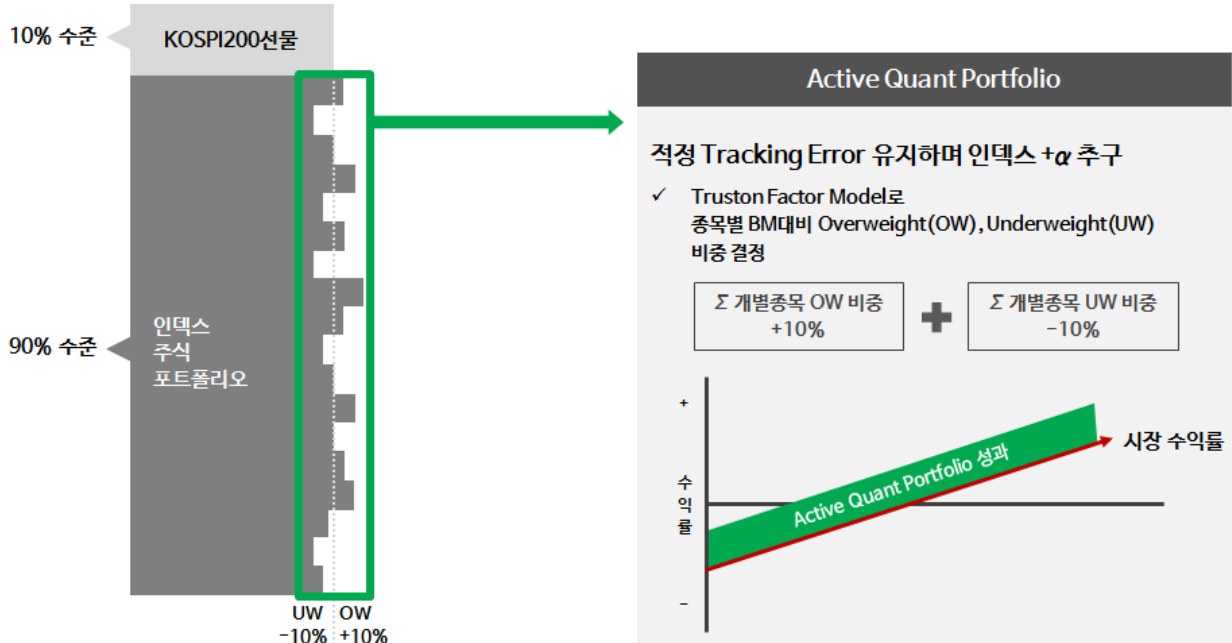 10% 수준
KOSPI200선물
90% 수준
인덱스
주식
포트폴리오
UW
-10%
OW
+10%
Active Quant Portfolio
적정 Tracking Error 유지하며 인덱스 +α 추구
✓ Truston Factor Model로
종목별 BM대비 Overweight(OW), Underweight(UW)
비중 결정
Σ 개별종목 OW 비중
+10%
Σ 개별종목 UW 비중
-10%
+
수익률
-
Active Quant Portfolio 성과
시장 수익률